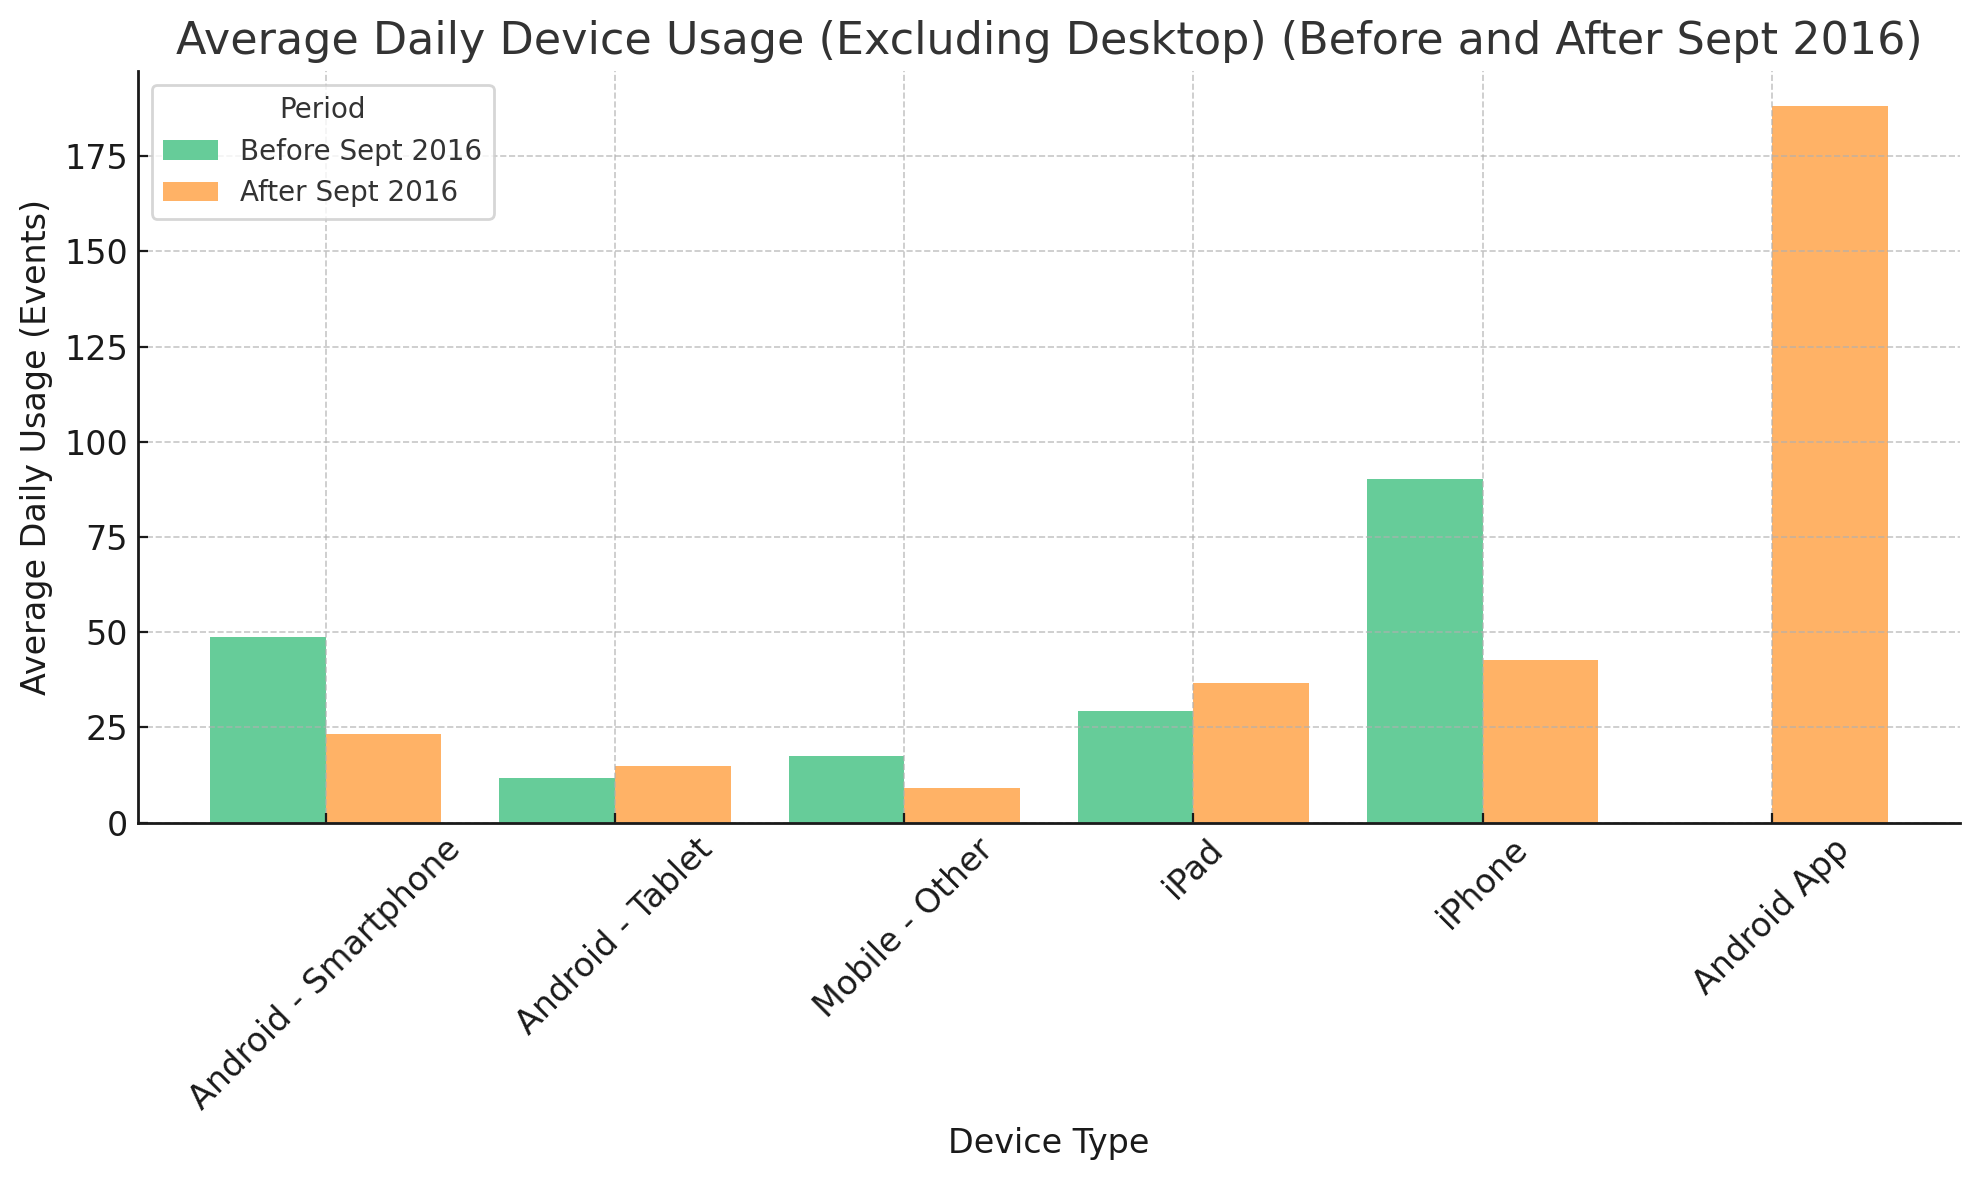 Average Daily Device Usage (Excluding Desktop) (Before and After Sept 2016)
Period
Before Sept 2016
After Sept 2016
Average Daily Usage (Events)
175
150
125
100
75
50
25
0
Android - Smartphone
Android - Tablet
Mobile - Other
iPad
iPhone
Android App
Device Type